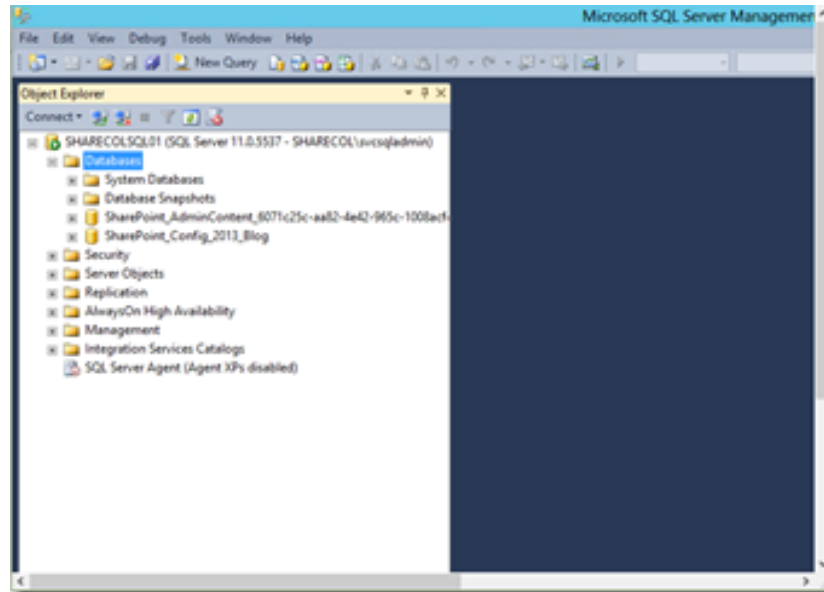 Microsoft SQL Server Managemen
File Edit View Debug Tools Window Help
New Query
Object Explorer
Connect
SHARECOLSQL01 (SQL Server 11.0.5537 - SHARECOL\svcsqladmin)
Databases
System Databases
Database Snapshots
SharePoint_AdminContent_6071c25c-aa82-4e42-965c-1008acf
SharePoint_Config_2013_Blog
Security
Server Objects
Replication
AlwaysOn High Availability
Management
Integration Services Catalogs
SQL Server Agent (Agent XPs disabled)